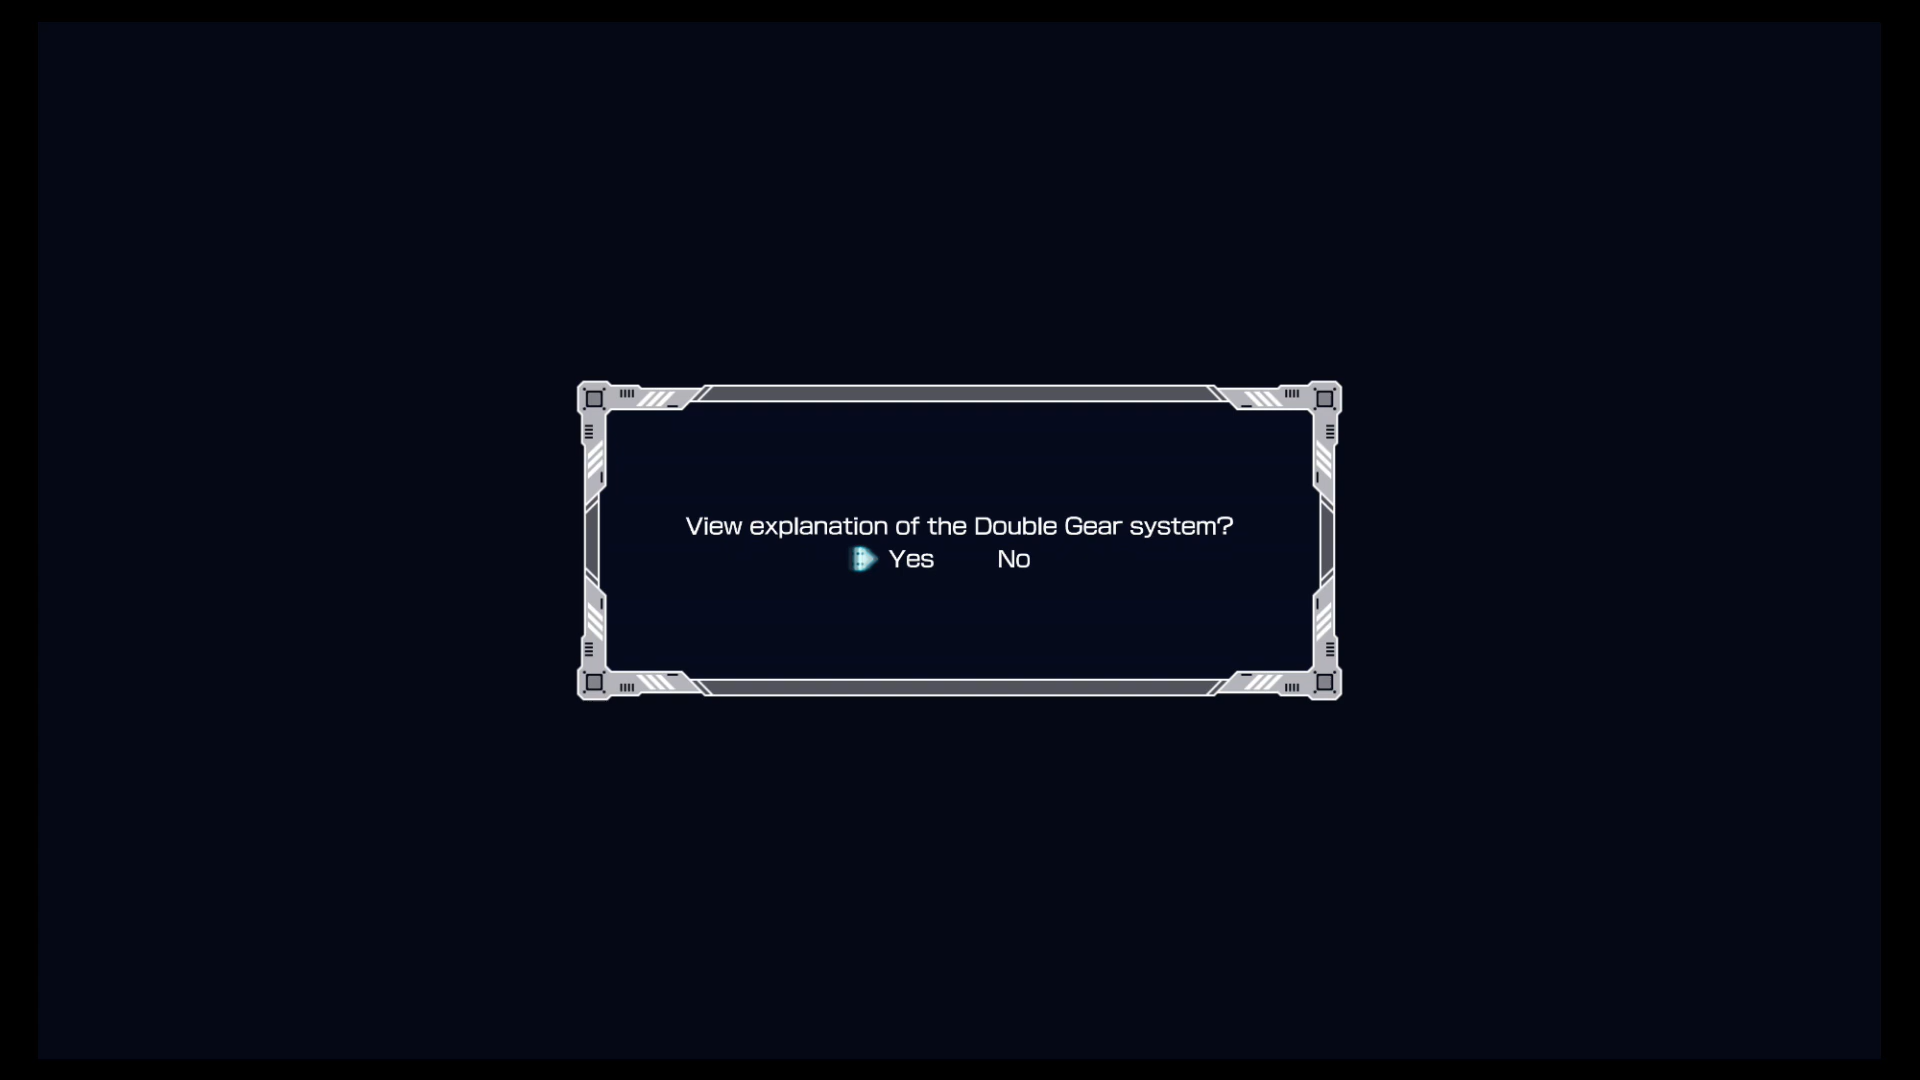 View explanation of the Double Gear system?
Yes No